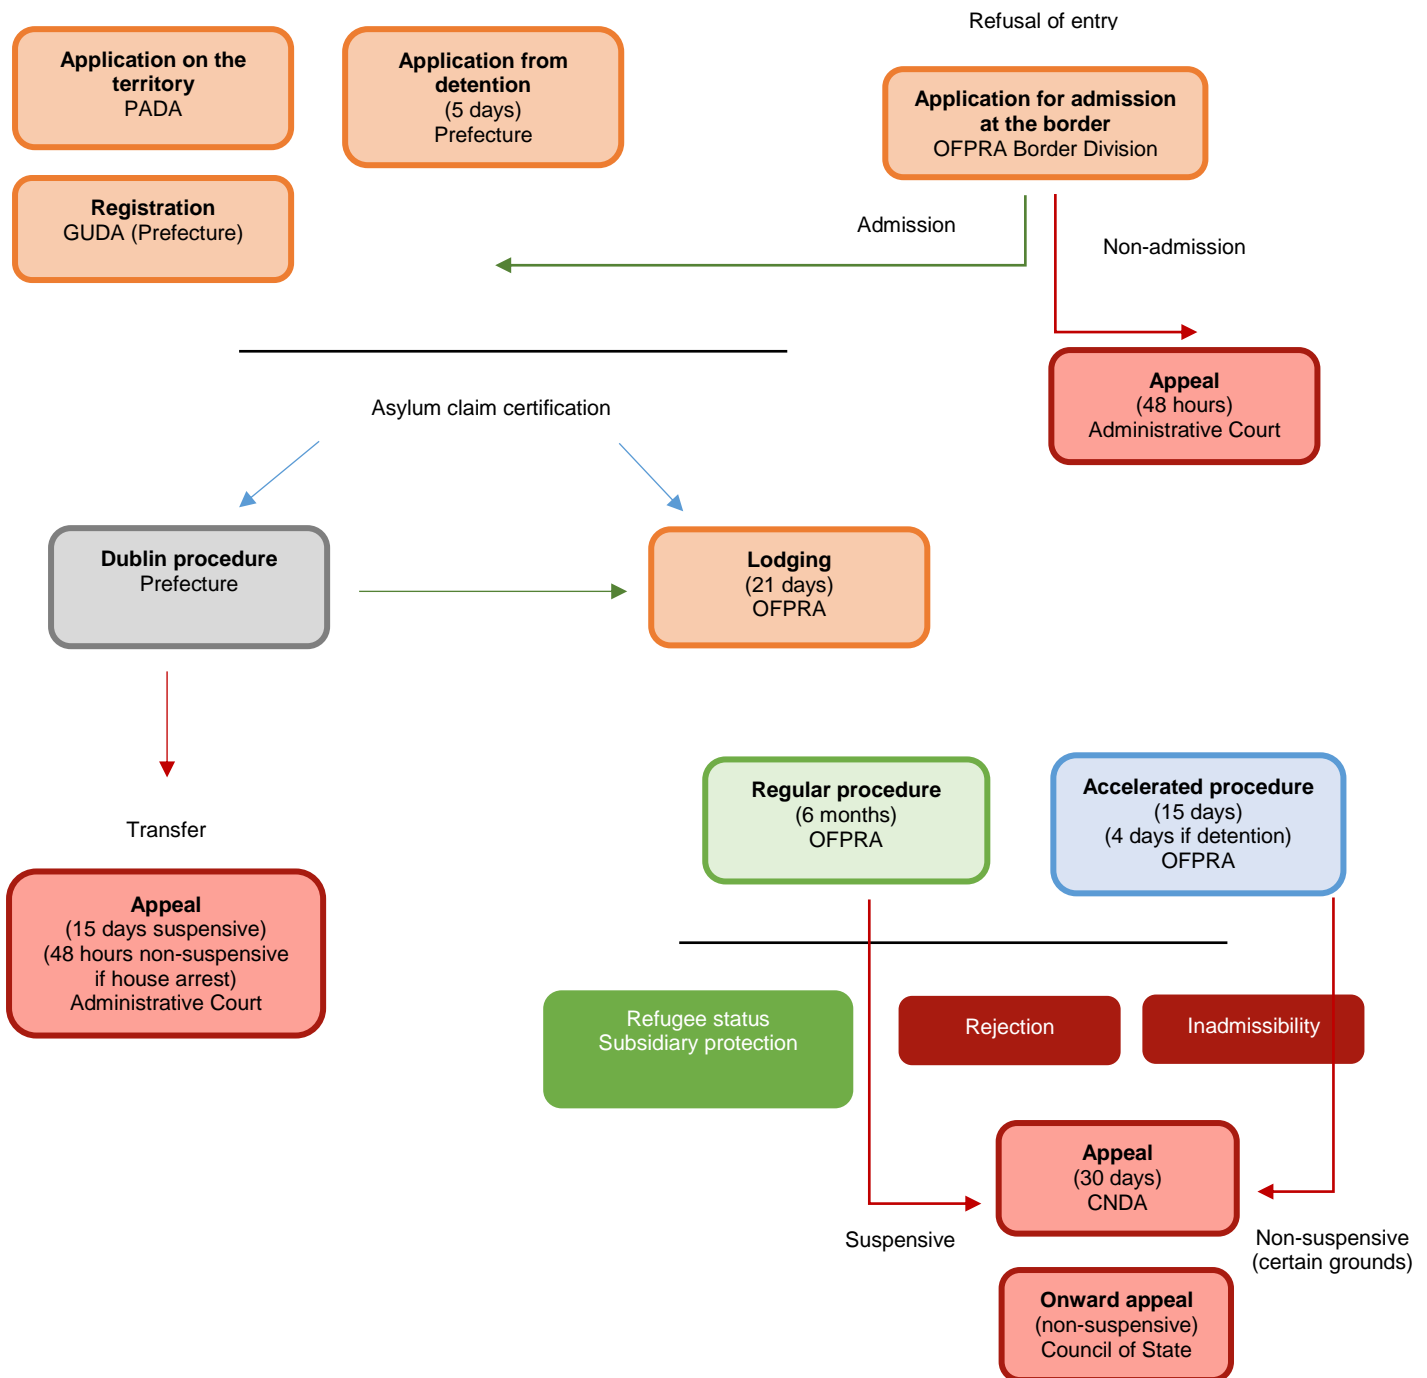 Refusal of entry
Application on the
territory
PADA
Application from
detention
(5 days)
Prefecture
Application for admission
at the border
OFPRA Border Division
Registration
GUDA (Prefecture)
Admission
Non-admission
Appeal
(48 hours)
Administrative Court
Asylum claim certification
Dublin procedure
Prefecture
Lodging
(21 days)
OFPRA
Transfer
Appeal
(15 days suspensive)
(48 hours non-suspensive
if house arrest)
Administrative Court
Regular procedure
(6 months)
OFPRA
Accelerated procedure
(15 days)
(4 days if detention)
OFPRA
Refugee status
Subsidiary protection
Rejection
Inadmissibility
Appeal
(30 days)
CNDA
Suspensive
Non-suspensive
(certain grounds)
Onward appeal
(non-suspensive)
Council of State